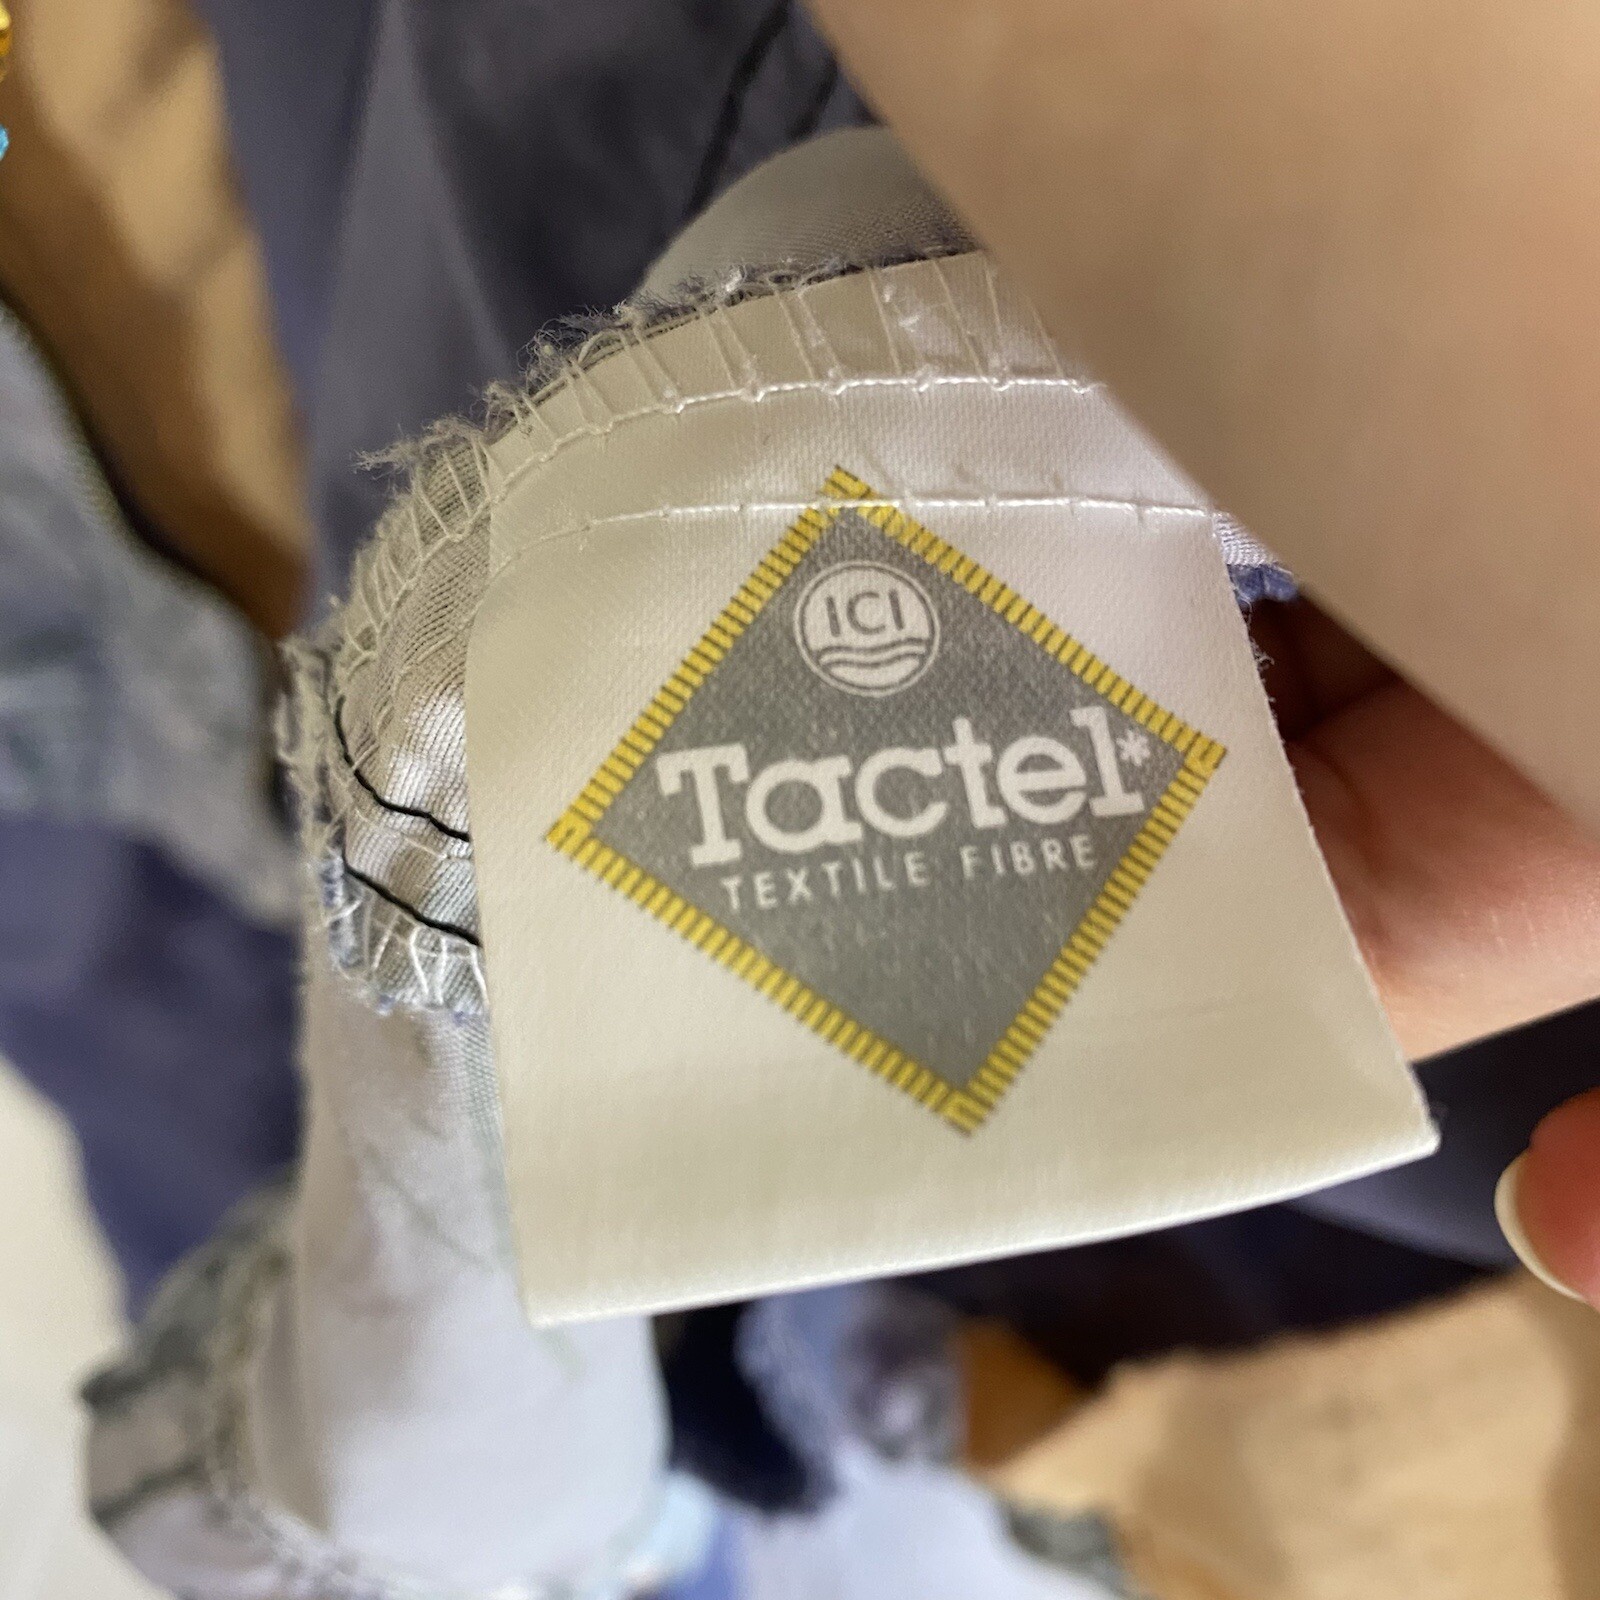 ICI
Tactel*
TEXTILE FIBRE